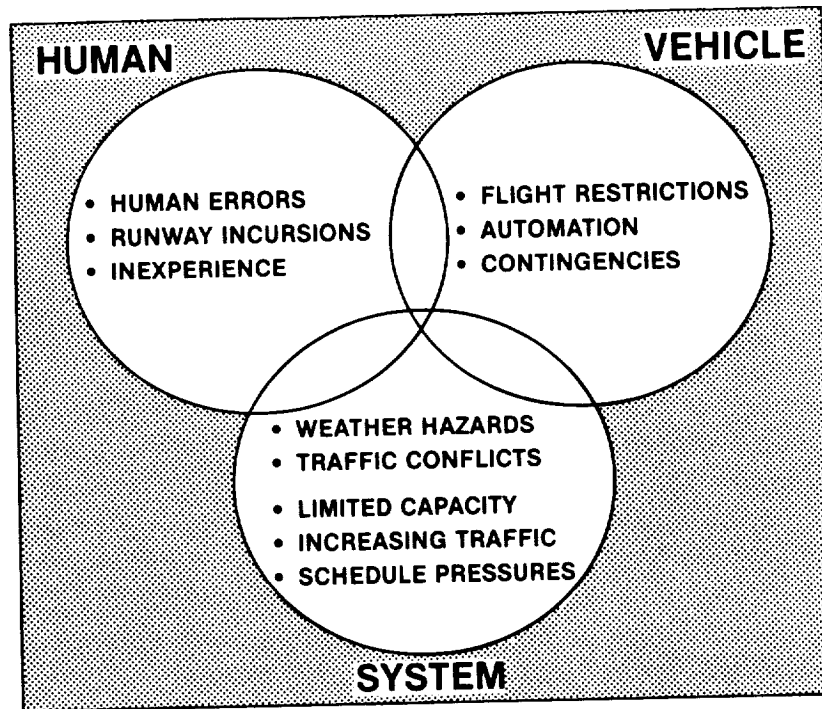 HUMAN
VEHICLE
• HUMAN ERRORS
• RUNWAY INCURSIONS
• INEXPERIENCE
• FLIGHT RESTRICTIONS
• AUTOMATION
• CONTINGENCIES
• WEATHER HAZARDS
• TRAFFIC CONFLICTS
• LIMITED CAPACITY
• INCREASING TRAFFIC
• SCHEDULE PRESSURES
SYSTEM